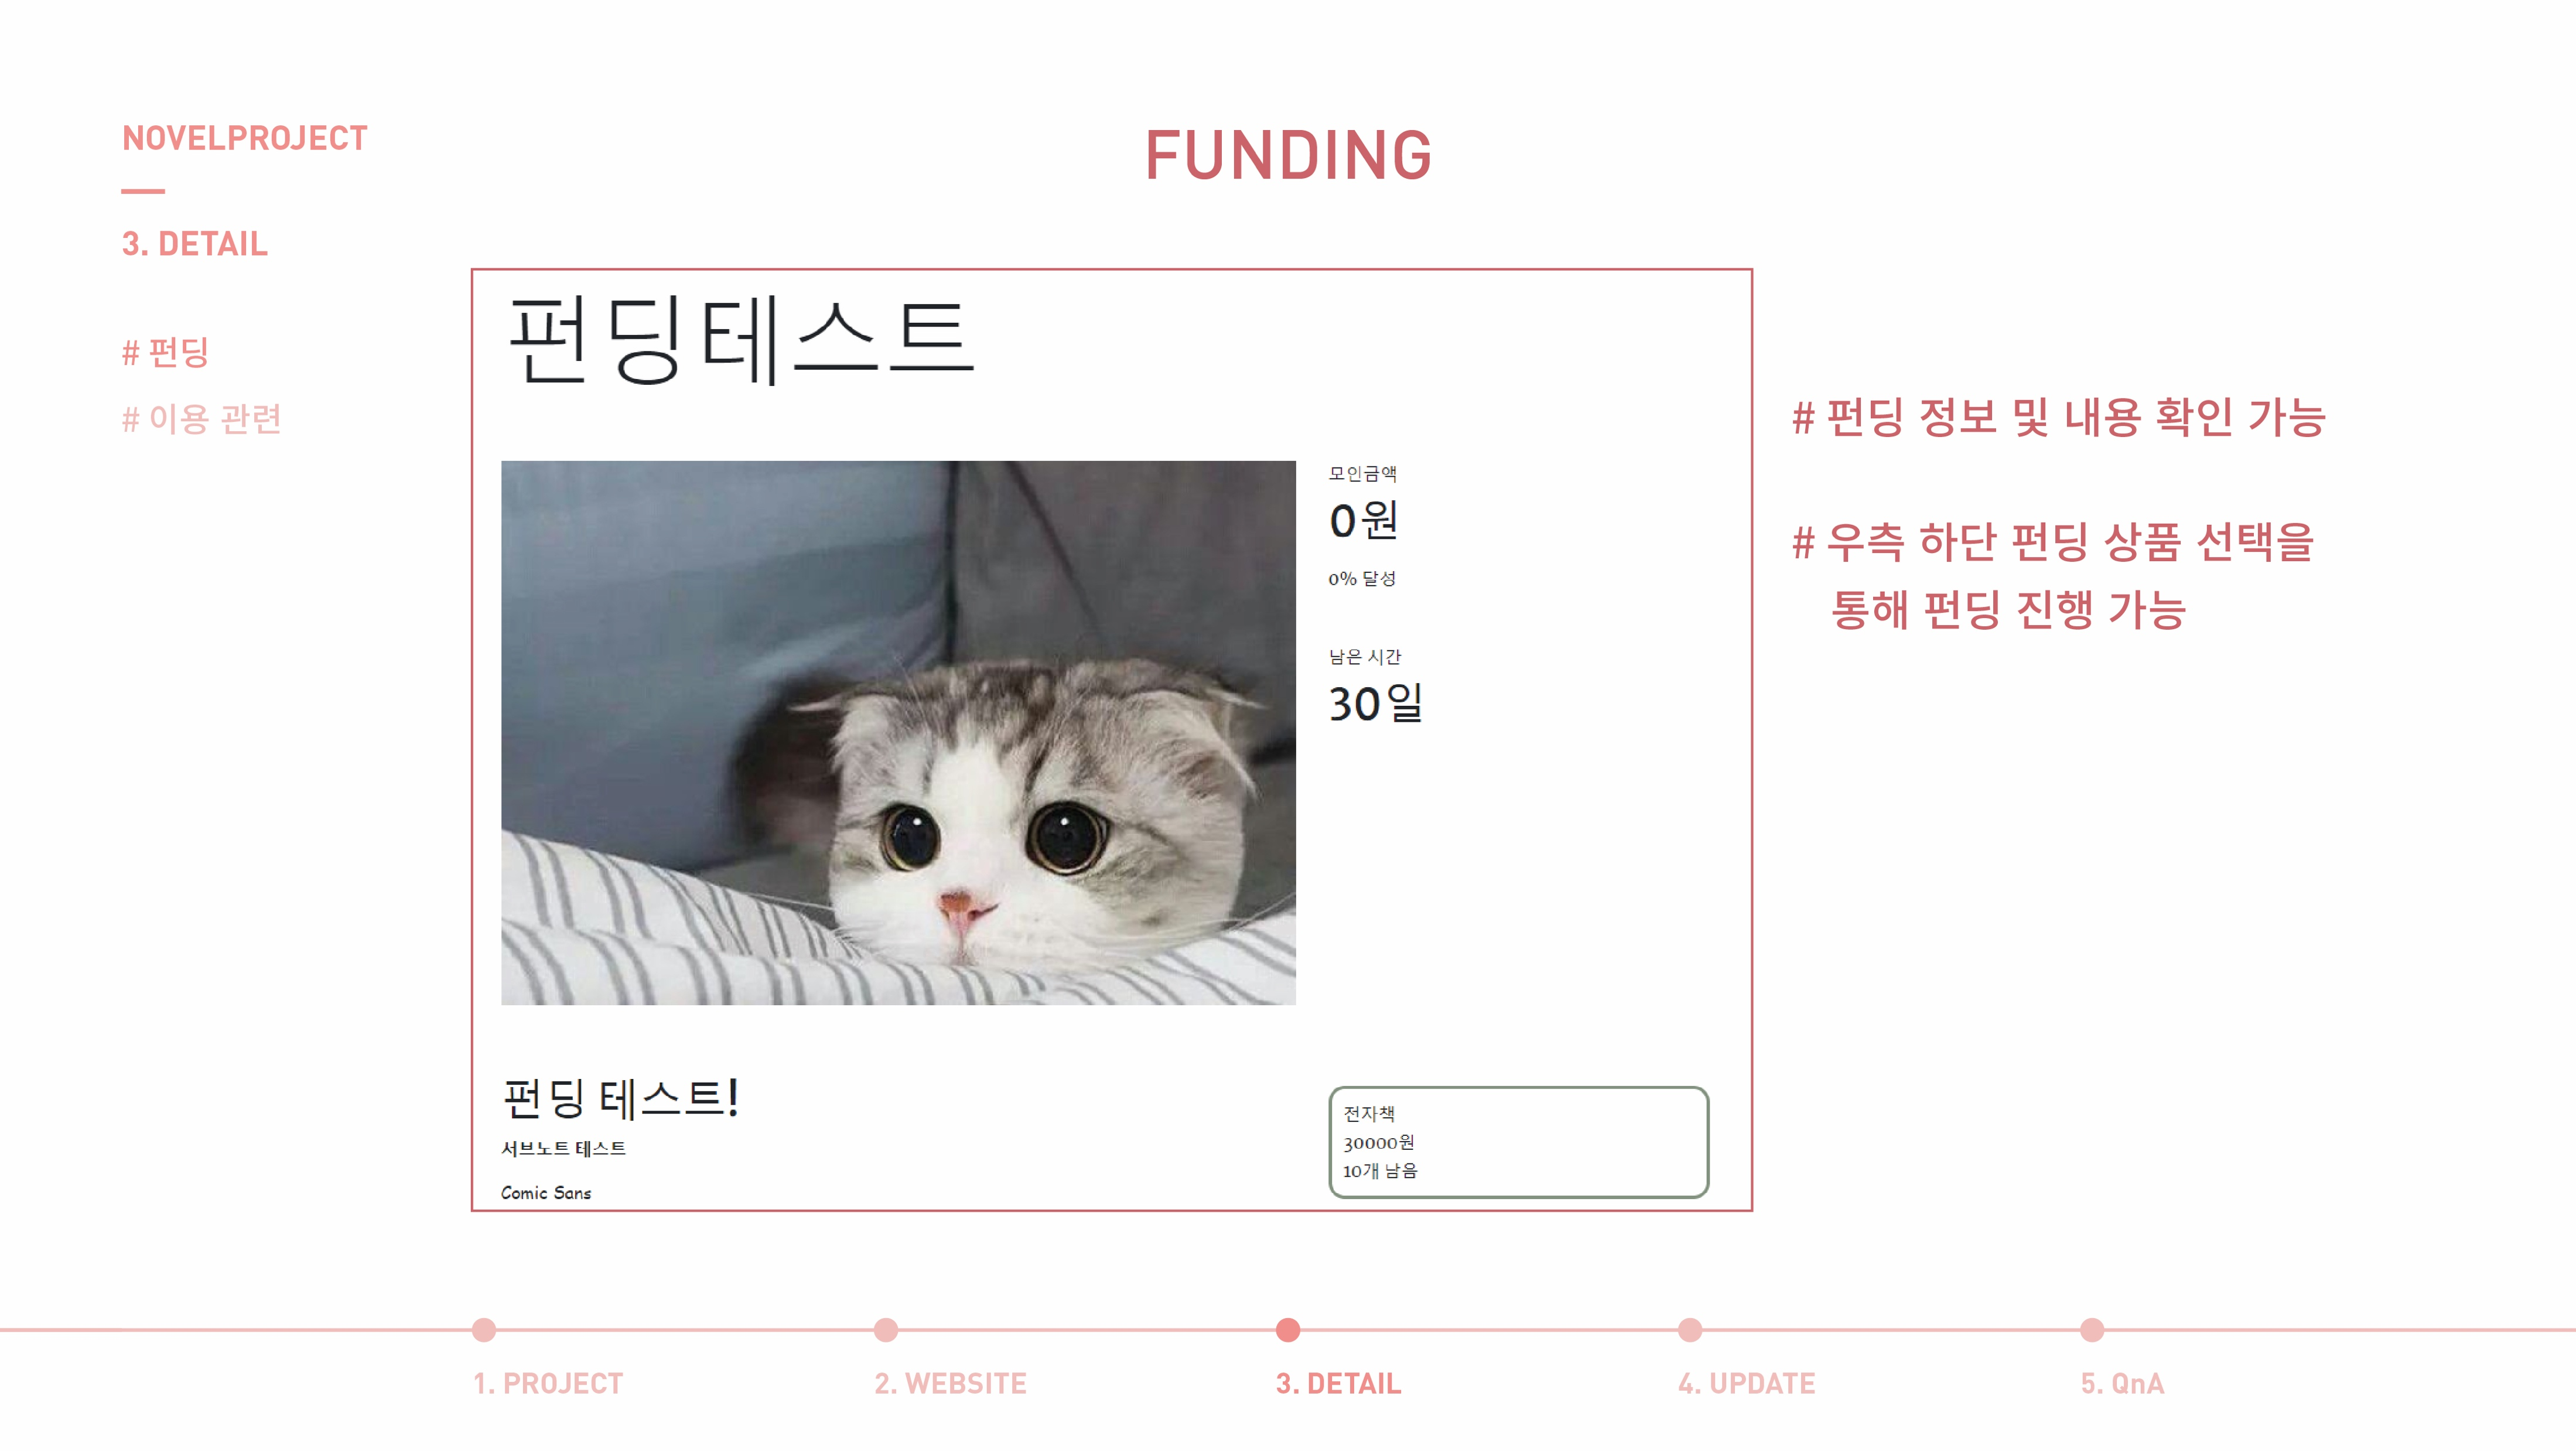 NOVELPROJECT
3. DETAIL
# 펀딩
# 이용 관련
FUNDING
펀딩테스트
모인금액
0원
0% 달성
남은 시간
30일
펀딩 테스트!
서브노트 테스트
Comic Sans
전자책
30000원
10개 남음
# 펀딩 정보 및 내용 확인 가능
# 우측 하단 펀딩 상품 선택을
통해 펀딩 진행 가능
1. PROJECT
2. WEBSITE
3. DETAIL
4. UPDATE
5. QnA